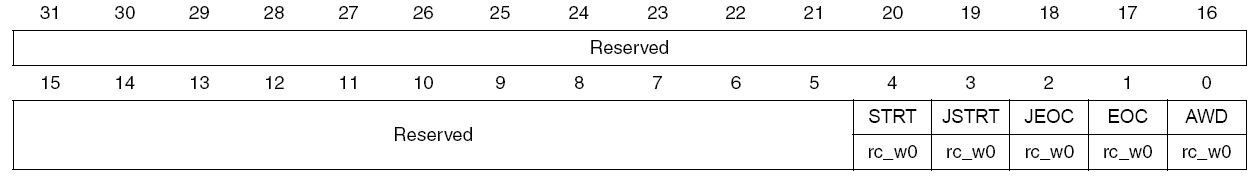 31 30 29 28 27 26 25 24 23 22 21 20 19 18 17 16
Reserved
15 14 13 12 11 10 9 8 7 6 5 4 3 2 1 0
Reserved STRT JSTRT JEOC EOC AWD
rc_w0 rc_w0 rc_w0 rc_w0 rc_w0